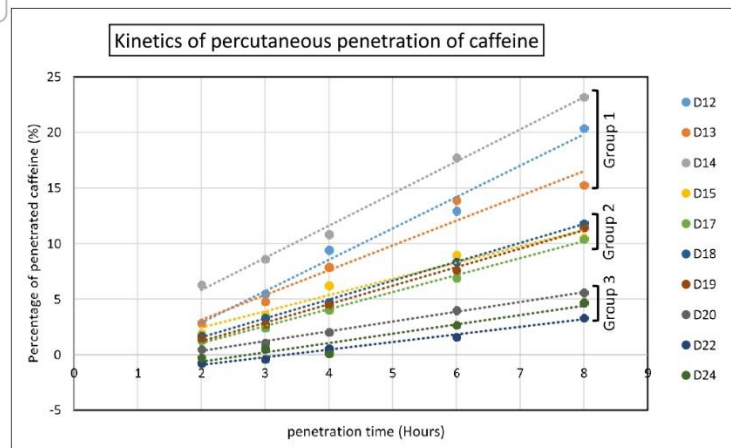 Kinetics of percutaneous penetration of caffeine
Percentage of penetrated caffeine (%)
25
20
15
10
5
0
-5
0 1 2 3 4 5 6 7 8 9
penetration time (Hours)
Group 1
Group 2
Group 3
D12
D13
D14
D15
D17
D18
D19
D20
D22
D24